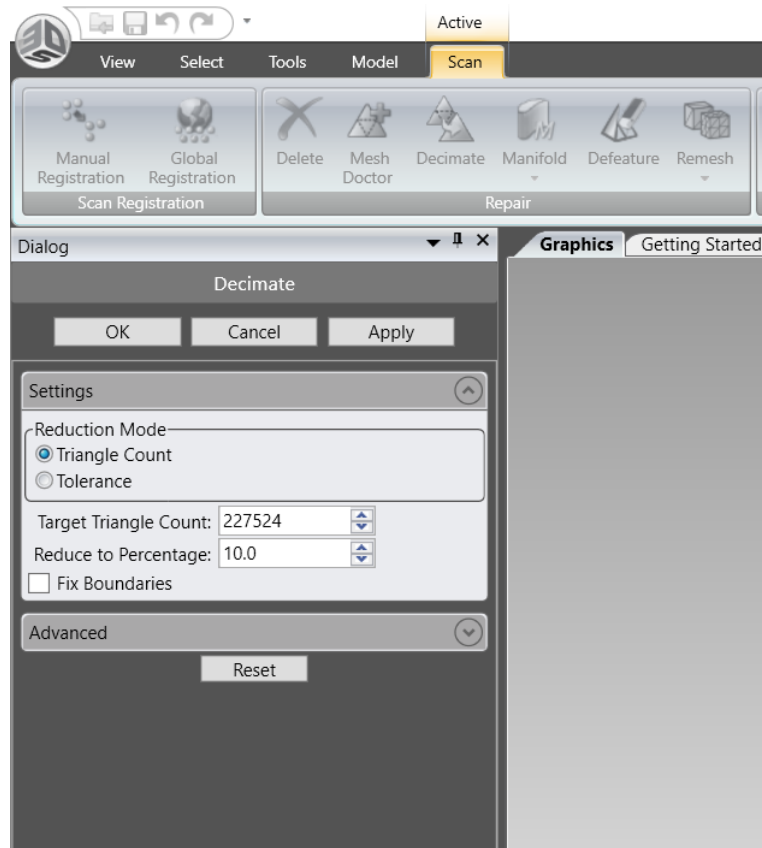 Active
View Select Tools Model Scan
Manual Registration
Global Registration
Delete
Mesh Doctor
Decimate
Manifold
Defeature
Remesh
Scan Registration
Repair
Dialog
Graphics
Getting Started
Decimate
OK Cancel Apply
Settings
Reduction Mode
Triangle Count
Tolerance
Target Triangle Count: 227524
Reduce to Percentage: 10.0
Fix Boundaries
Advanced
Reset